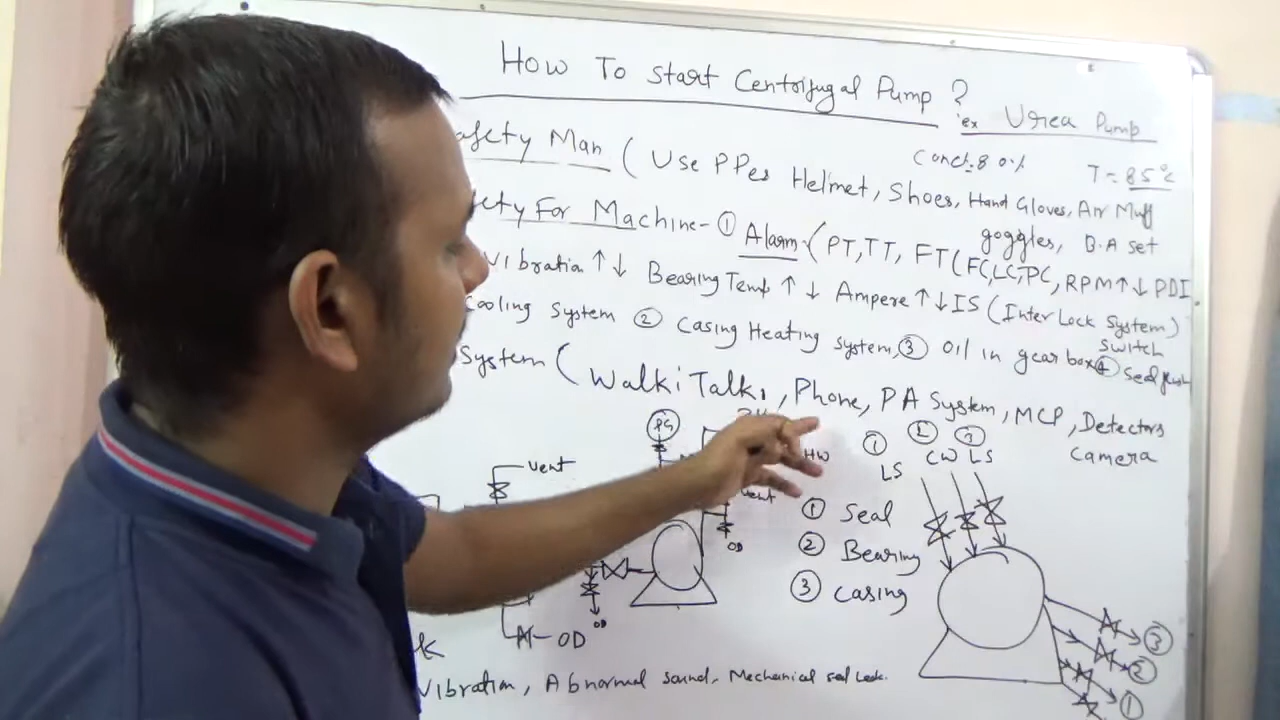 How To start Centrifugal Pump ?
ex Urea Pump
Conct:80%
T = 85°C
afety Man ( Use PPes Helmet, Shoes, Hand Gloves, Air Muff
goggles, B.A set
fety For Machine- ① Alarm-(PT,TT, FT(FC,LC,PC, RPM↑↓ PDI
Vibration ↑↓ Bearing Temp ↑↓ Ampere ↑↓ IS (Inter Lock System)
Switch
ooling System ② Casing Heating System, ③ oil in gear box ④ Seal flush
System ( Walki Talki, Phone, PA System, MCP, Detectors
Camera
PG
HW
① ② ③
LS CW LS
Vent
vent
① Seal
OD
② Bearing
③ Casing
OD
OD
③
②
①
k
Vibration, Abnormal sound, Mechanical seal Leak.